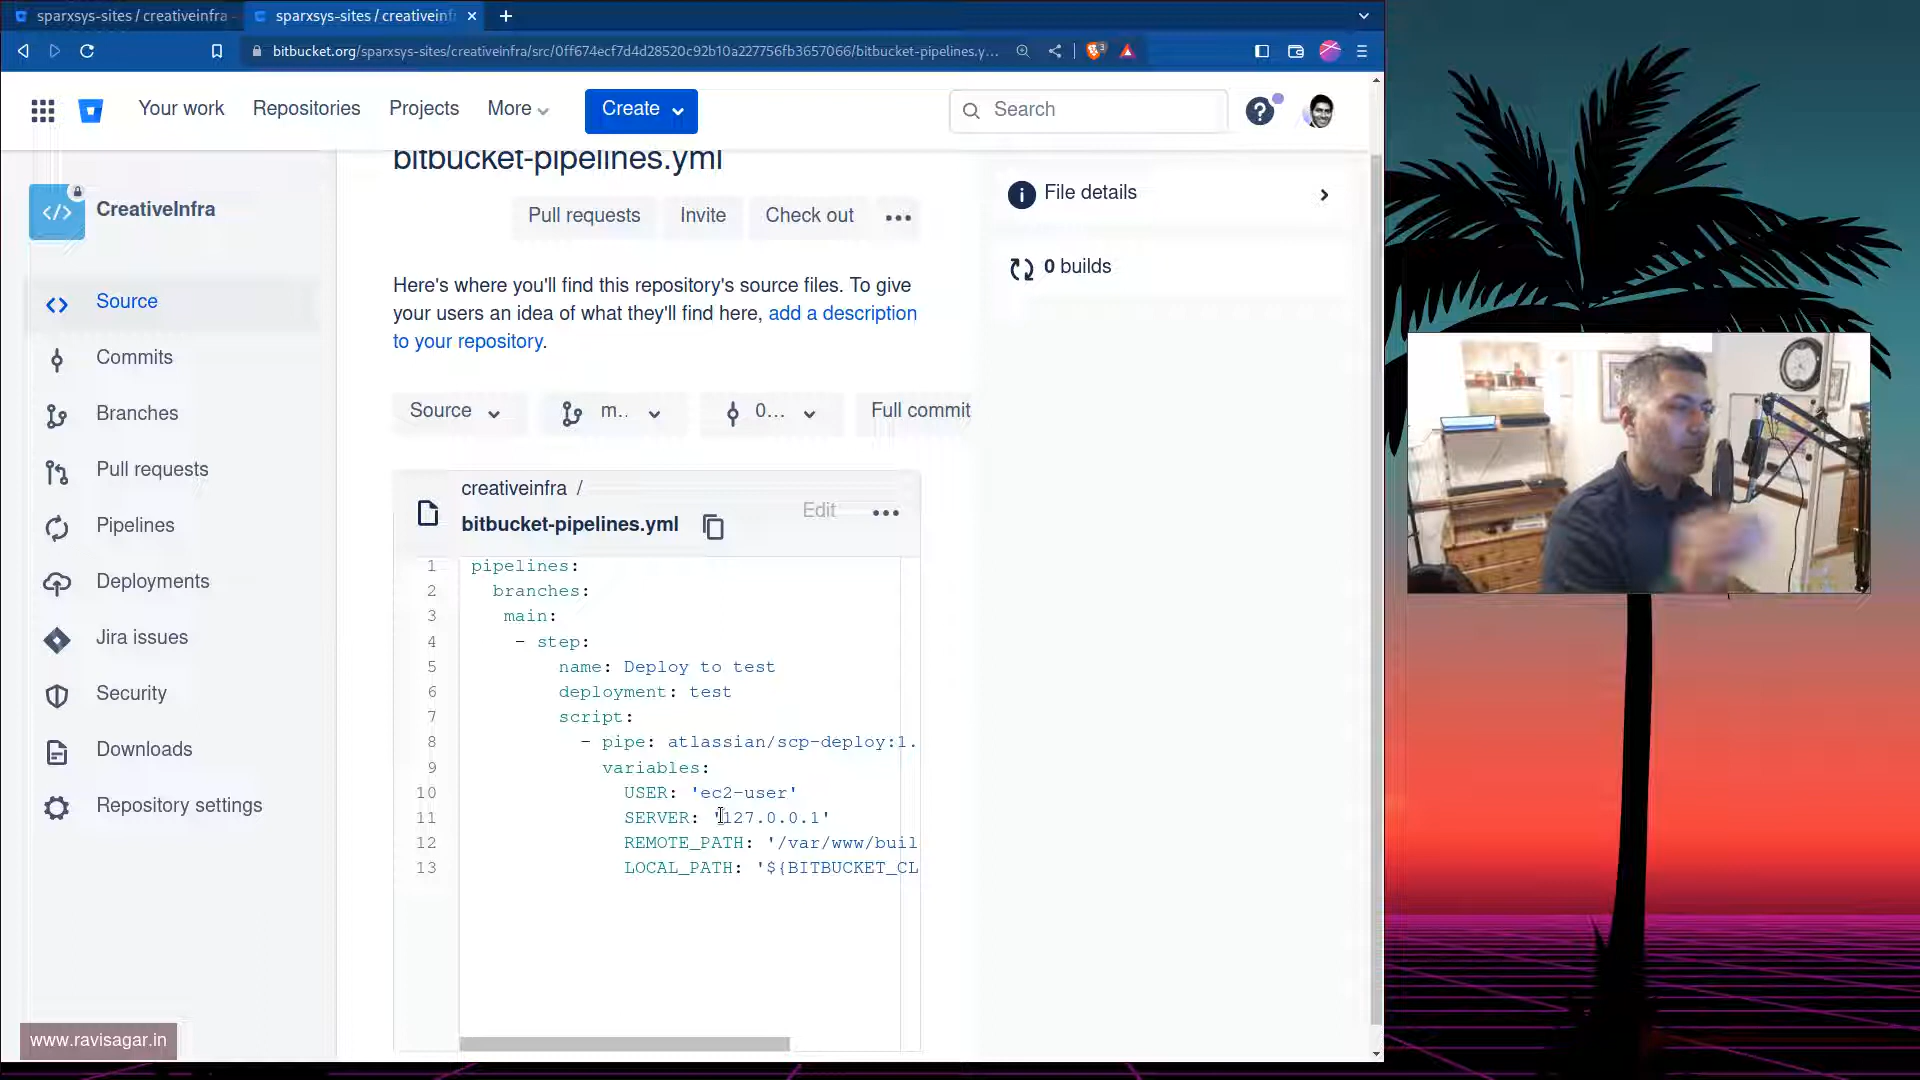 sparxsys-sites / creativeinfra
sparxsys-sites / creativeinf
bitbucket.org/sparxsys-sites/creativeinfra/src/0ff674ecf7d4d28520c92b10a227756fb3657066/bitbucket-pipelines.y...
3
Your work
Repositories
Projects
More
Create
Search
CreativeInfra
Source
Commits
Branches
Pull requests
Pipelines
Deployments
Jira issues
Security
Downloads
Repository settings
bitbucket-pipelines.yml
Pull requests
Invite
Check out
Here's where you'll find this repository's source files. To give
your users an idea of what they'll find here, add a description
to your repository.
Source
m..
0...
Full commit
creativeinfra /
bitbucket-pipelines.yml
Edit
1 pipelines:
2 branches:
3 main:
4 - step:
5 name: Deploy to test
6 deployment: test
7 script:
8 - pipe: atlassian/scp-deploy:1.
9 variables:
10 USER: 'ec2-user'
11 SERVER: '127.0.0.1'
12 REMOTE_PATH: '/var/www/buil
13 LOCAL_PATH: '${BITBUCKET_CL
File details
0 builds
www.ravisagar.in